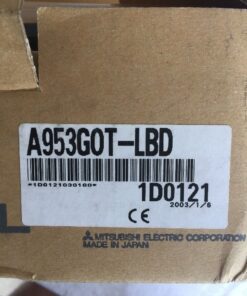 A953GOT-LBD
*1D0121030160*
1D0121
2003/1/6
CE
MITSUBISHI ELECTRIC CORPORATION
MADE IN JAPAN
L